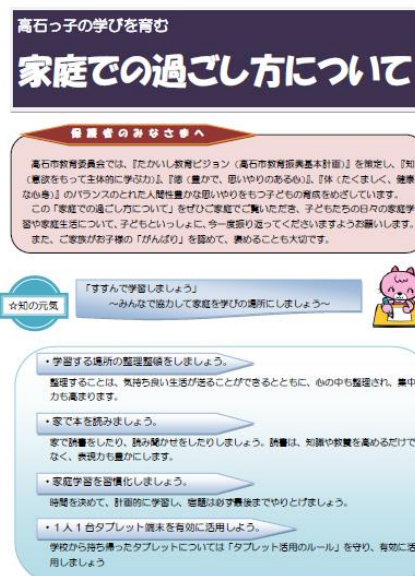 高石っ子の学びを育む
家庭での過ごし方について
保護者のみなさまへ
高石市教育委員会では、『たかいし教育ビジョン（高石市教育振興基本計画）』を策定し、『知
（意欲をもって主体的に学ぶ力）』、『徳（豊かで、思いやりのある心）』、『体（たくましく、健康
な心身）』のバランスのとれた人間性豊かな思いやりをもつ子どもの育成をめざしています。
この「家庭での過ごし方について」をぜひご家庭でご覧いただき、子どもたちの日々の家庭学
習や家庭生活について、子どもといっしょに、今一度振り返ってくださいますようお願いします。
また、ご家族がお子様の「がんばり」を認めて、褒めることも大切です。
☆知の元気
「すすんで学習しましょう」
～みんなで協力して家庭を学びの場所にしましょう～
・学習する場所の整理整頓をしましょう。
整理することは、気持ち良い生活が送ることができるとともに、心の中も整理され、集中
力も高まります。
・家で本を読みましょう。
家で読書をしたり、読み聞かせをしたりしましょう。読書は、知識や教養を高めるだけで
なく、表現力も豊かにします。
・家庭学習を習慣化しましょう。
時間を決めて、計画的に学習し、宿題は必ず最後までやりとげましょう。
・１人１台タブレット端末を有効に活用しよう。
学校から持ち帰ったタブレットについては「タブレット活用のルール」を守り、有効に活
用しましょう